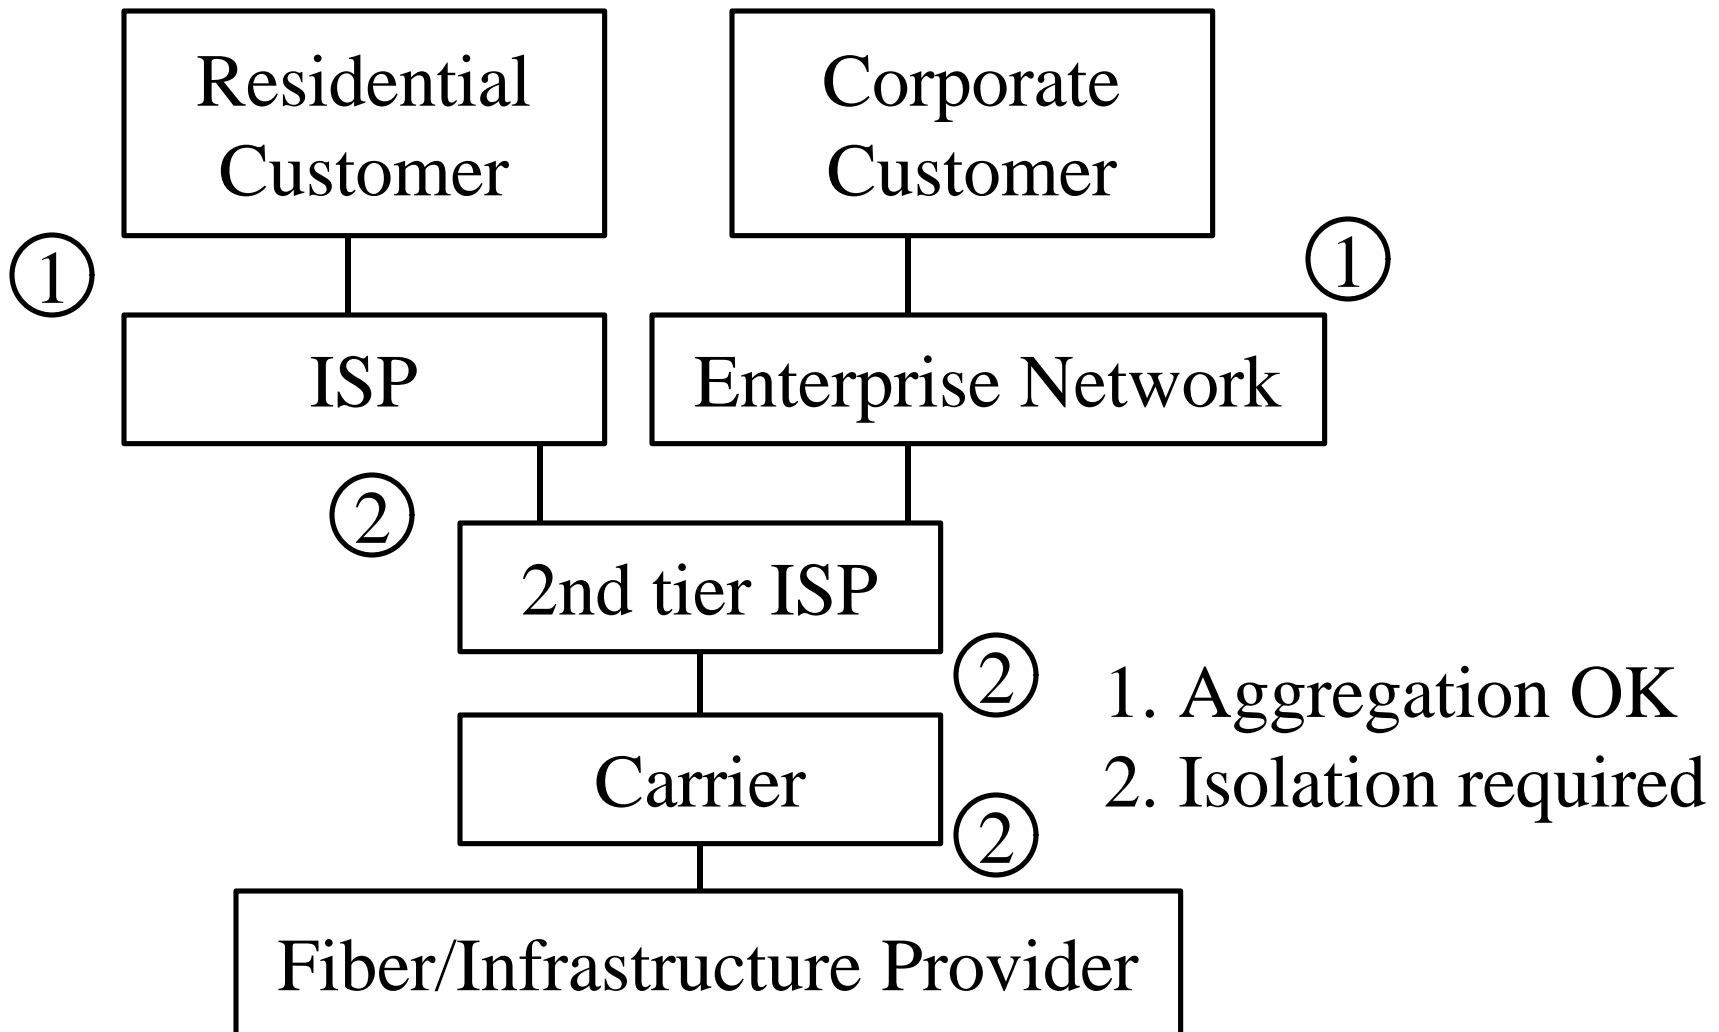 Residential
Customer
Corporate
Customer
1
1
ISP
Enterprise Network
2
2nd tier ISP
2
1. Aggregation OK
Carrier
2. Isolation required
2
Fiber/Infrastructure Provider